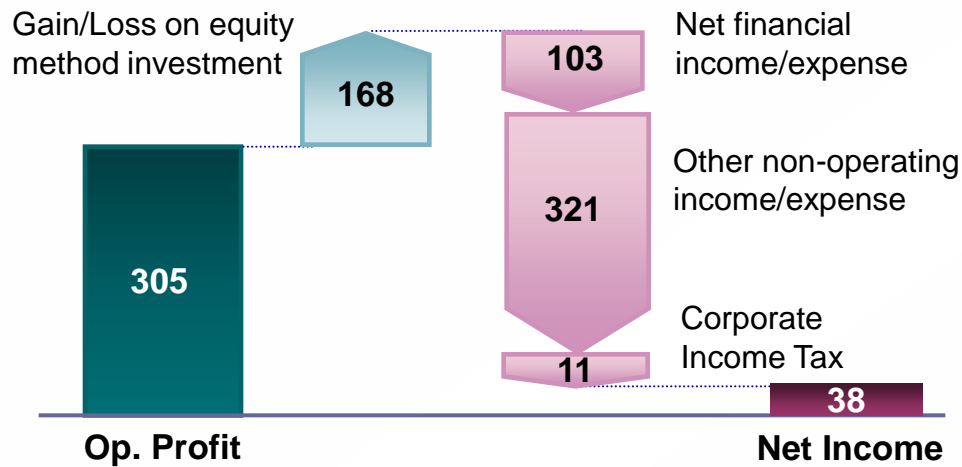 Gain/Loss on equity
method investment
168
103
Net financial
income/expense
321
Other non-operating
income/expense
305
Corporate
Income Tax
11
38
Op. Profit
Net Income